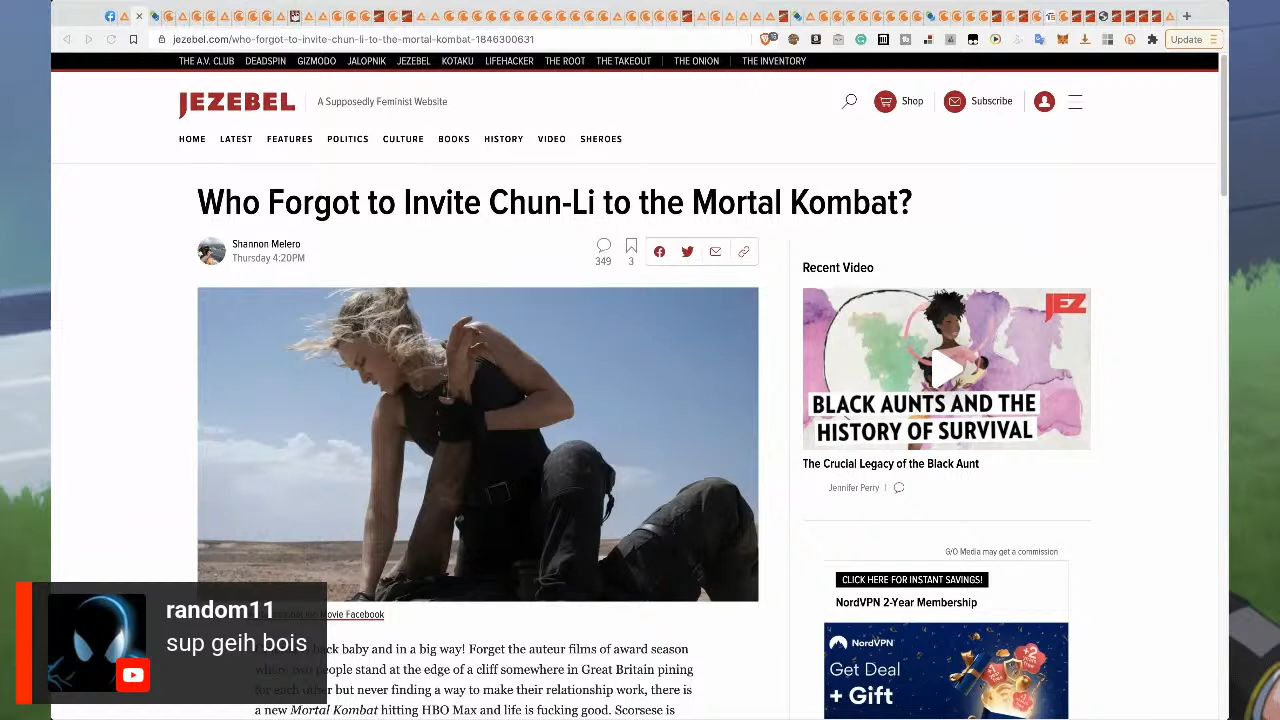 jezebel.com/who-forgot-to-invite-chun-li-to-the-mortal-kombat-1846300631
Update
THE A.V. CLUB DEADSPIN GIZMODO JALOPNIK JEZEBEL KOTAKU LIFEHACKER THE ROOT THE TAKEOUT THE ONION THE INVENTORY
JEZEBEL
A Supposedly Feminist Website
Shop
Subscribe
HOME LATEST FEATURES POLITICS CULTURE BOOKS HISTORY VIDEO SHEROES
Who Forgot to Invite Chun-Li to the Mortal Kombat?
Shannon Melero
Thursday 4:20PM
349
3
Movie Facebook
back baby and in a big way! Forget the auteur films of award season
where two people stand at the edge of a cliff somewhere in Great Britain pining
for each other but never finding a way to make their relationship work, there is
a new Mortal Kombat hitting HBO Max and life is fucking good. Scorsese is
Recent Video
JEZ
BLACK AUNTS AND THE
HISTORY OF SURVIVAL
The Crucial Legacy of the Black Aunt
Jennifer Perry
G/O Media may get a commission
CLICK HERE FOR INSTANT SAVINGS!
NordVPN 2-Year Membership
NordVPN
Get Deal
+ Gift
random11
sup geih bois